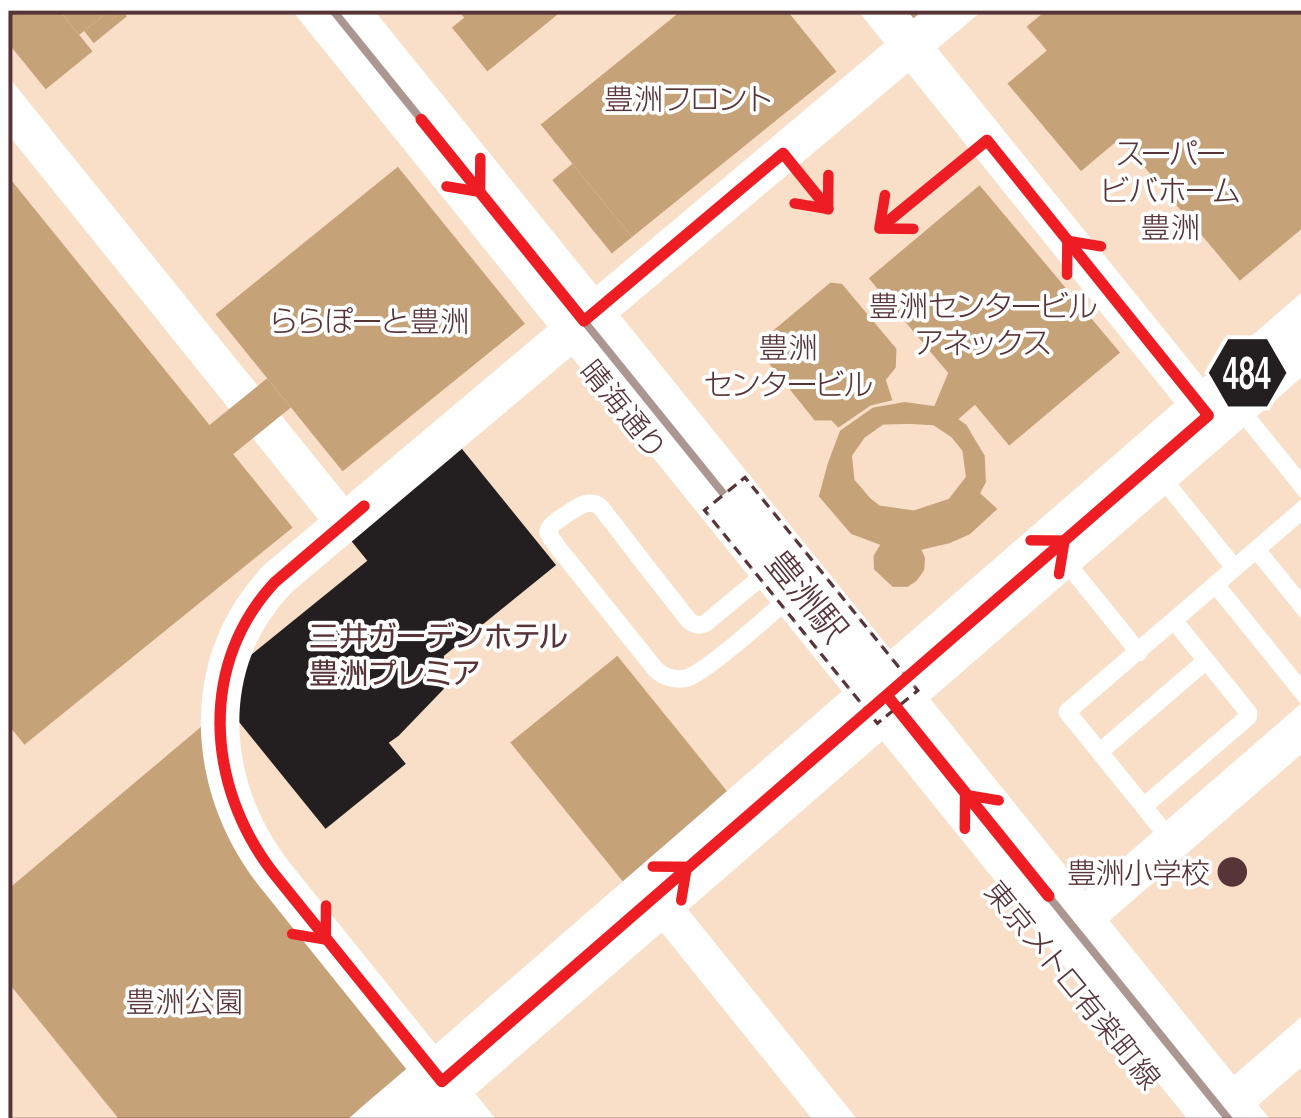 豊洲フロント
スーパー
ビバホーム
豊洲
ららぽーと豊洲
豊洲センタービル
アネックス
豊洲
センタービル
484
晴海通り
豊洲駅
三井ガーデンホテル
豊洲プレミア
豊洲小学校
東京メトロ有楽町線
豊洲公園